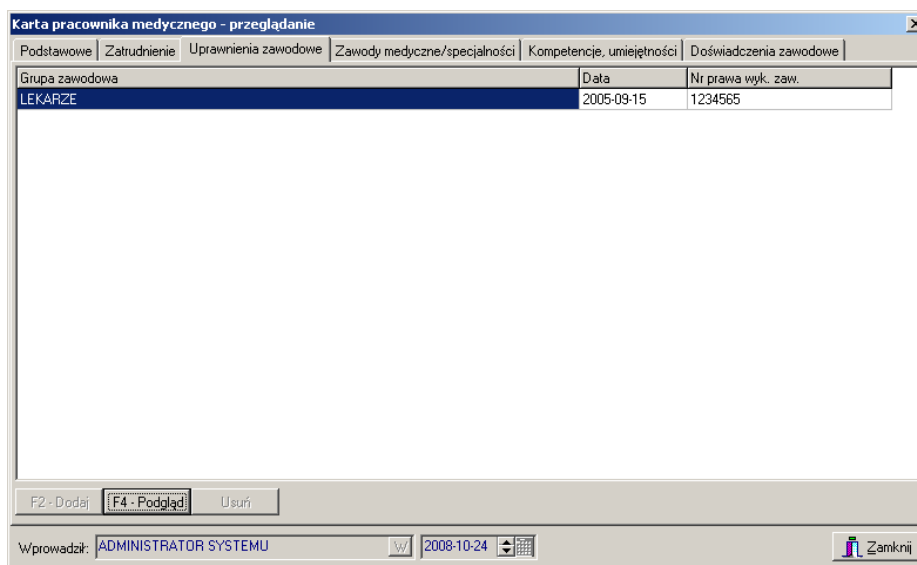 Karta pracownika medycznego - przeglądanie
Podstawowe Zatrudnienie Uprawnienia zawodowe Zawody medyczne/specjalności Kompetencje, umiejętności Doświadczenia zawodowe
Grupa zawodowa Data Nr prawa wyk. zaw.
LEKARZE 2005-09-15 1234565
F2 - Dodaj F4 - Podgląd Usuń
Wprowadził: ADMINISTRATOR SYSTEMU W 2008-10-24 Zamknij